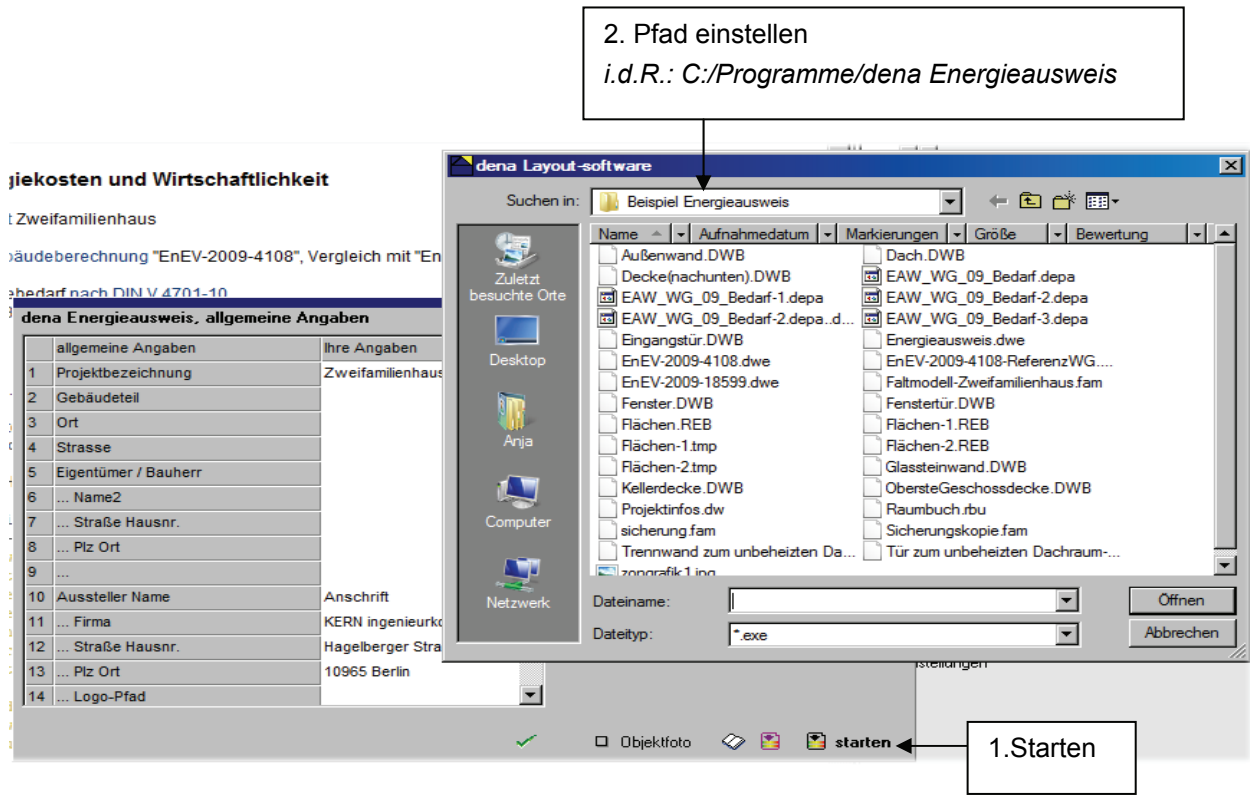 2. Pfad einstellen
i.d.R.: C:/Programme/dena Energieausweis
giekosten und Wirtschaftlichkeit
Zweifamilienhaus
"EnEV-2009-4108", Vergleich mit "En
nach DIN V 4701-10
dena Energieausweis, allgemeine Angaben
allgemeine Angaben Ihre Angaben
1 Projektbezeichnung Zweifamilienhaus
2 Gebäudeteil
3 Ort
4 Strasse
5 Eigentümer / Bauherr
6 ... Name2
7 ... Straße Hausnr.
8 ... Plz Ort
9 ...
10 Aussteller Name Anschrift
11 ... Firma KERN ingenieurko
12 ... Straße Hausnr. Hagelberger Stra
13 ... Plz Ort 10965 Berlin
14 ... Logo-Pfad
dena Layout-software
Suchen in: Beispiel Energieausweis
Zuletzt
besuchte Orte
Desktop
Anja
Computer
Netzwerk
Name Aufnahmedatum Markierungen Größe Bewertung
Außenwand.DWB Dach.DWB
Decke(nachunten).DWB EAW_WG_09_Bedarf.depa
EAW_WG_09_Bedarf-1.depa EAW_WG_09_Bedarf-2.depa
EAW_WG_09_Bedarf-2.depa..d... EAW_WG_09_Bedarf-3.depa
Eingangstür.DWB Energieausweis.dwe
EnEV-2009-4108.dwe EnEV-2009-4108-ReferenzWG....
EnEV-2009-18599.dwe Faltmodell-Zweifamilienhaus.fam
Fenster.DWB Fenstertür.DWB
Flächen.REB Flächen-1.REB
Flächen-1.tmp Flächen-2.REB
Flächen-2.tmp Glassteinwand.DWB
Kellerdecke.DWB ObersteGeschossdecke.DWB
Projektinfos.dw Raumbuch.rbu
sicherung.fam Sicherungskopie.fam
Trennwand zum unbeheizten Da... Tür zum unbeheizten Dachraum-...
zongrafik1.jpg
Dateiname: Öffnen
Dateityp: *.exe Abbrechen
Objektfoto starten
1.Starten